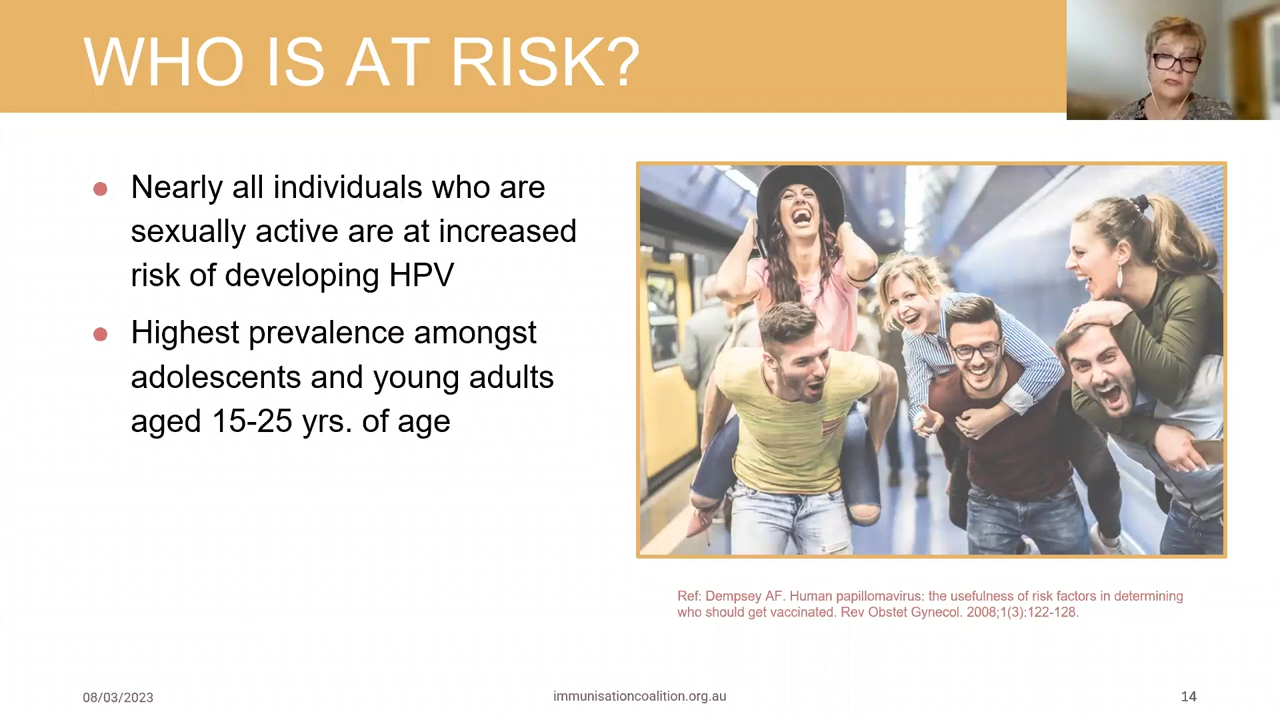 WHO IS AT RISK?
Nearly all individuals who are
sexually active are at increased
risk of developing HPV
Highest prevalence amongst
adolescents and young adults
aged 15-25 yrs. of age
Ref: Dempsey AF. Human papillomavirus: the usefulness of risk factors in determining
who should get vaccinated. Rev Obstet Gynecol. 2008;1(3):122-128.
08/03/2023
immunisationcoalition.org.au
14